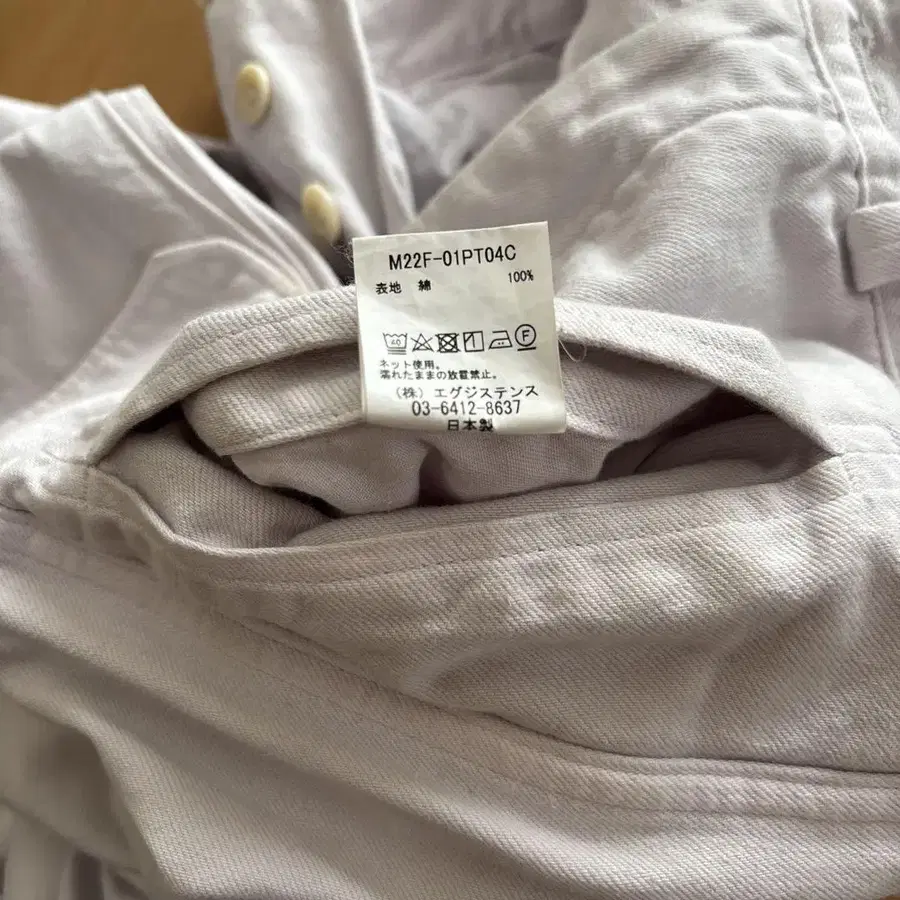 M22F-01PT04C
表地 綿 100%
40 F
ネット使用。
濡れたままの放置禁止。
(株) エグジステンス
03-6412-8637
日本製